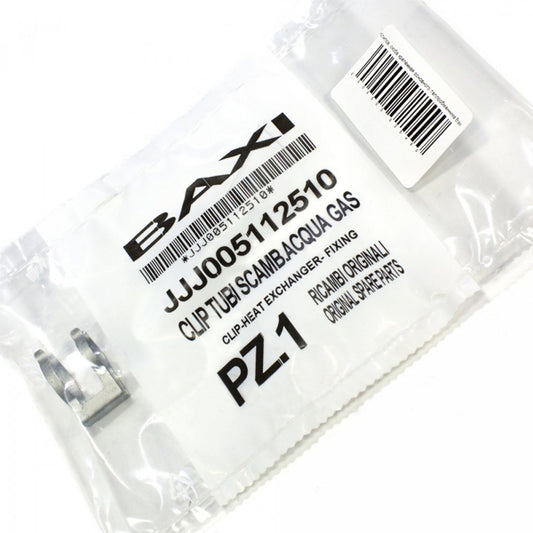 BAXI
*JJJ005112510*
JJJ005112510
CLIP TUBI SCAMB.ACQUA GAS
CLIP-HEAT EXCHANGER- FIXING
PZ.1
RICAMBI ORIGINALI
ORIGINAL SPARE PARTS